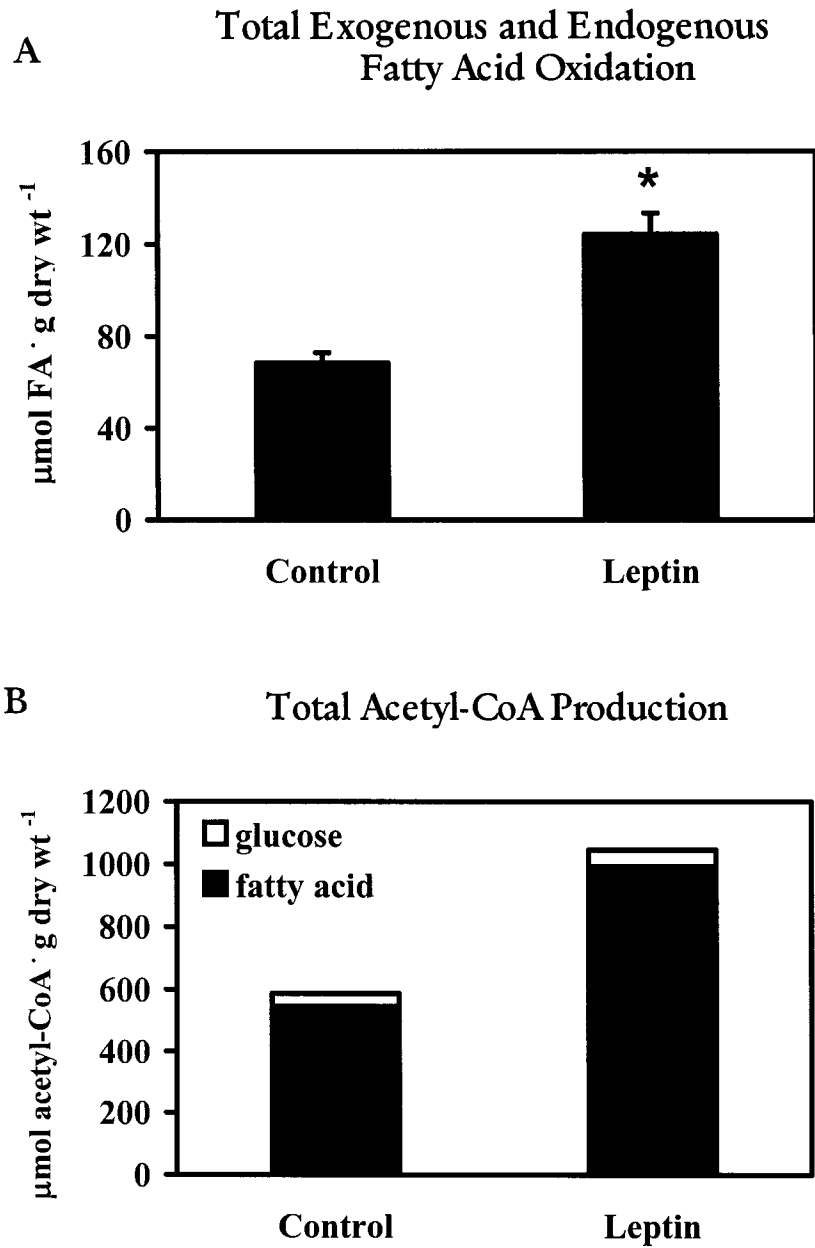 A
Total Exogenous and Endogenous
Fatty Acid Oxidation
µmol FA · g dry wt -1
160
120
80
40
0
*
Control
Leptin
B
Total Acetyl-CoA Production
µmol acetyl-CoA · g dry wt -1
1200
1000
800
600
400
200
0
glucose
fatty acid
Control
Leptin